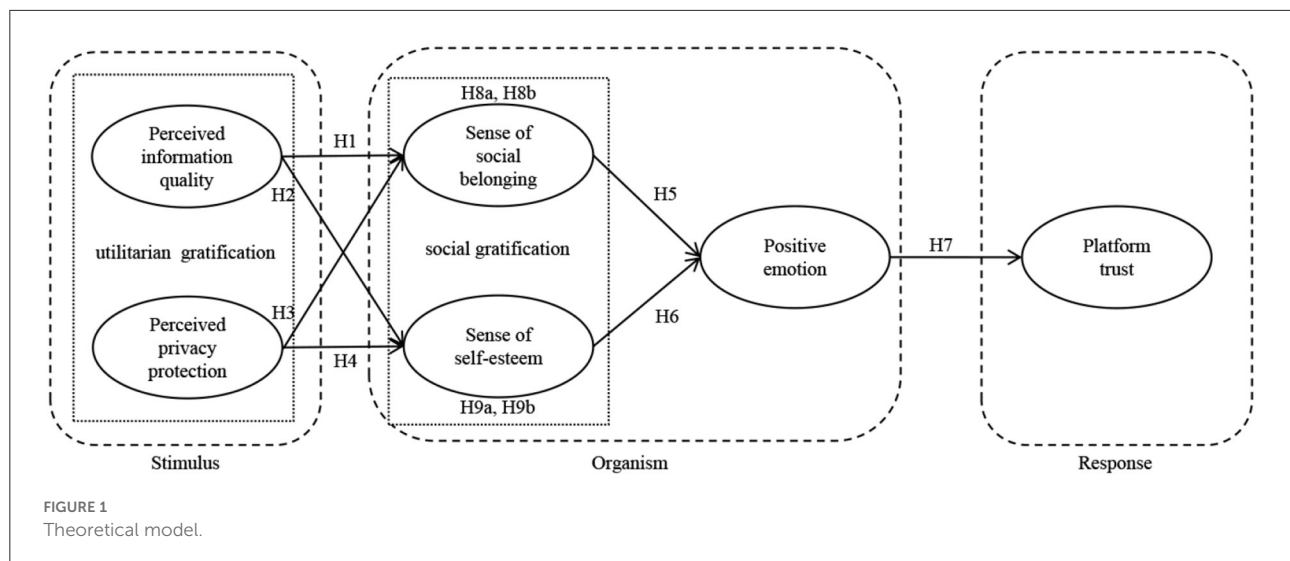 H8a, H8b
Perceived
information
quality
H1
Sense of
social
belonging
H2
H5
utilitarian gratification
social gratification
Positive
emotion
H7
Platform
trust
H3
H6
Perceived
privacy
protection
H4
Sense of
self-esteem
H9a, H9b
Stimulus
Organism
Response
FIGURE 1
Theoretical model.